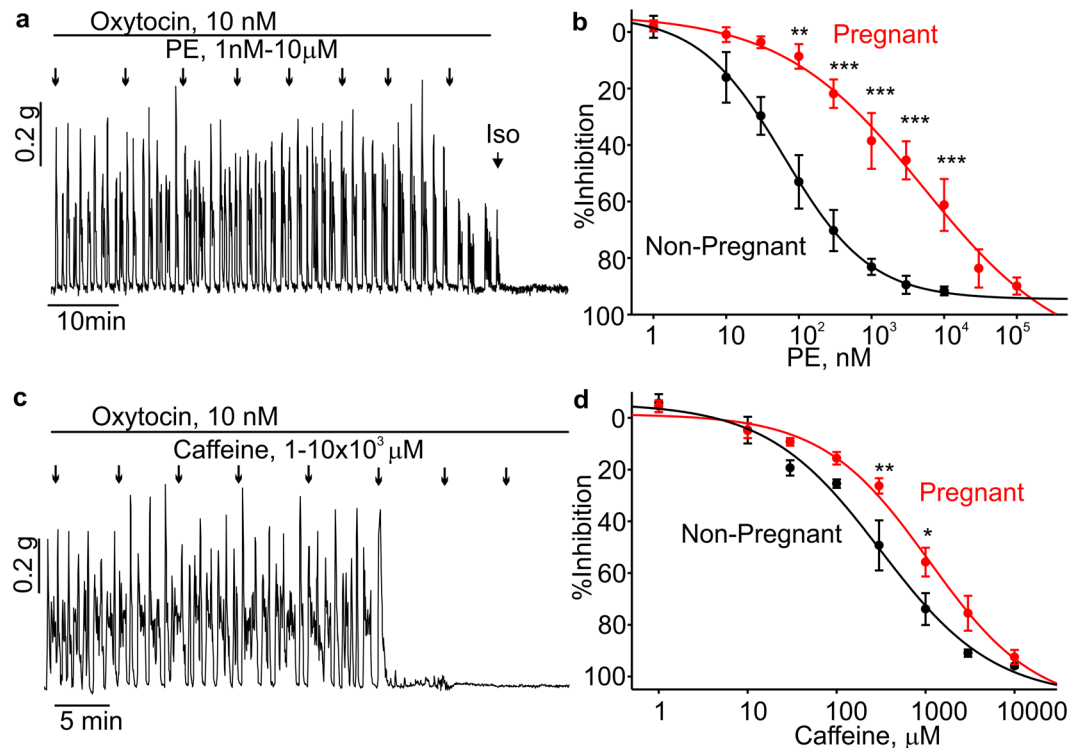 a
Oxytocin, 10 nM
PE, 1nM-10μM
0.2 g
Iso
10min
b
Pregnant
**
***
***
***
***
Non-Pregnant
%Inhibition
0
20
40
60
80
100
1
10
10²
10³
10⁴
10⁵
PE, nM
c
Oxytocin, 10 nM
Caffeine, 1-10x10³ μM
0.2 g
5 min
d
**
Pregnant
*
Non-Pregnant
%Inhibition
0
20
40
60
80
100
1
10
100
1000
10000
Caffeine, μM